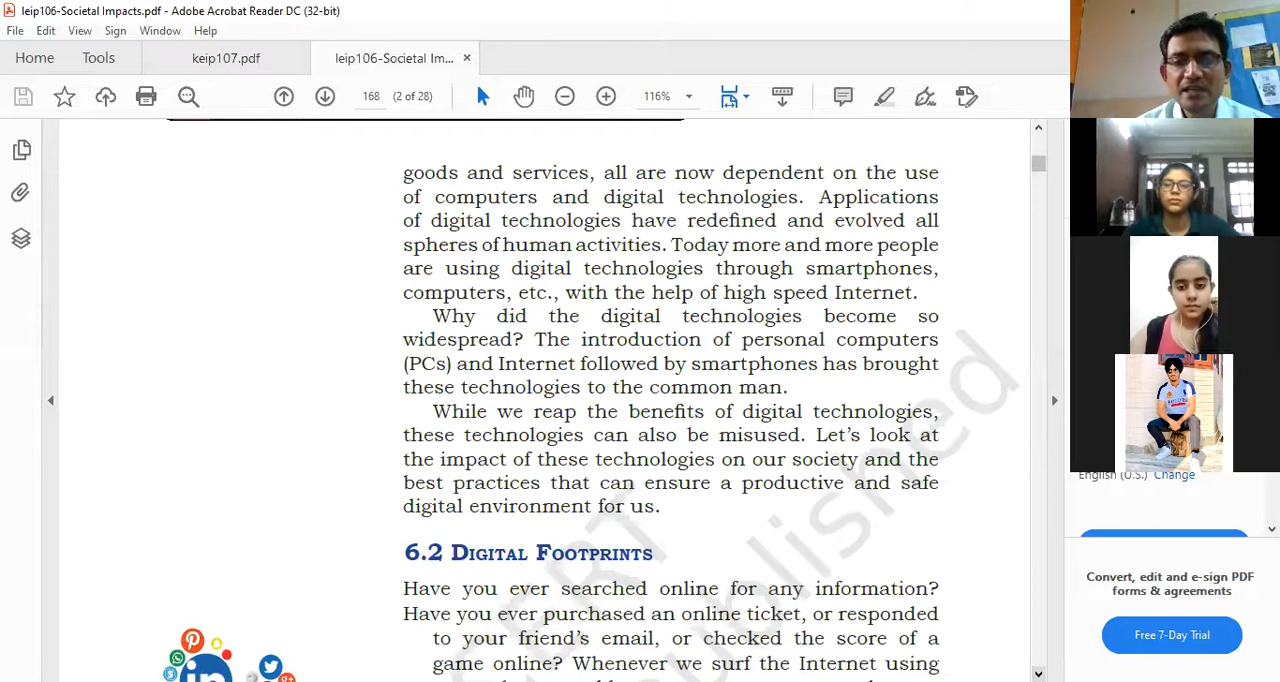 leip106-Societal Impacts.pdf - Adobe Acrobat Reader DC (32-bit)
File Edit View Sign Window Help
Home Tools keip107.pdf leip106-Societal Im... ×
168 (2 of 28) 116%
goods and services, all are now dependent on the use
of computers and digital technologies. Applications
of digital technologies have redefined and evolved all
spheres of human activities. Today more and more people
are using digital technologies through smartphones,
computers, etc., with the help of high speed Internet.
Why did the digital technologies become so
widespread? The introduction of personal computers
(PCs) and Internet followed by smartphones has brought
these technologies to the common man.
While we reap the benefits of digital technologies,
these technologies can also be misused. Let's look at
the impact of these technologies on our society and the
best practices that can ensure a productive and safe
digital environment for us.
6.2 DIGITAL FOOTPRINTS
Have you ever searched online for any information?
Have you ever purchased an online ticket, or responded
to your friend's email, or checked the score of a
game online? Whenever we surf the Internet using
in
published
English (U.S.) Change
Convert, edit and e-sign PDF
forms & agreements
Free 7-Day Trial